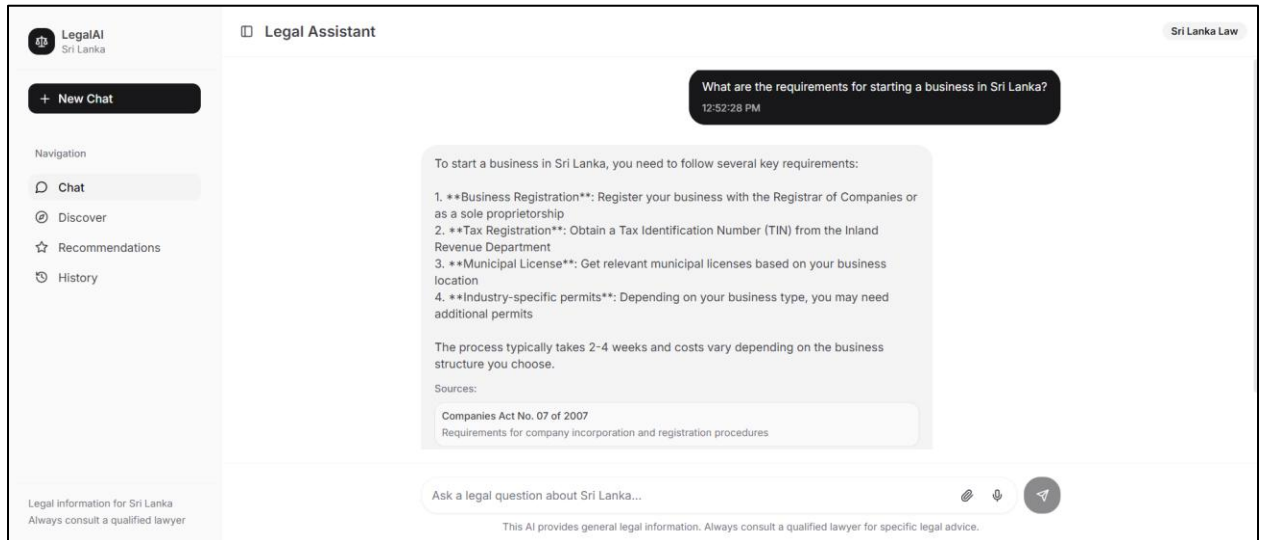 LegalAI
Sri Lanka
+ New Chat
Navigation
Chat
Discover
Recommendations
History
Legal information for Sri Lanka
Always consult a qualified lawyer
Legal Assistant
Sri Lanka Law
What are the requirements for starting a business in Sri Lanka?
12:52:28 PM
To start a business in Sri Lanka, you need to follow several key requirements:
1. **Business Registration**: Register your business with the Registrar of Companies or
as a sole proprietorship
2. **Tax Registration**: Obtain a Tax Identification Number (TIN) from the Inland
Revenue Department
3. **Municipal License**: Get relevant municipal licenses based on your business
location
4. **Industry-specific permits**: Depending on your business type, you may need
additional permits
The process typically takes 2-4 weeks and costs vary depending on the business
structure you choose.
Sources:
Companies Act No. 07 of 2007
Requirements for company incorporation and registration procedures
Ask a legal question about Sri Lanka...
This AI provides general legal information. Always consult a qualified lawyer for specific legal advice.